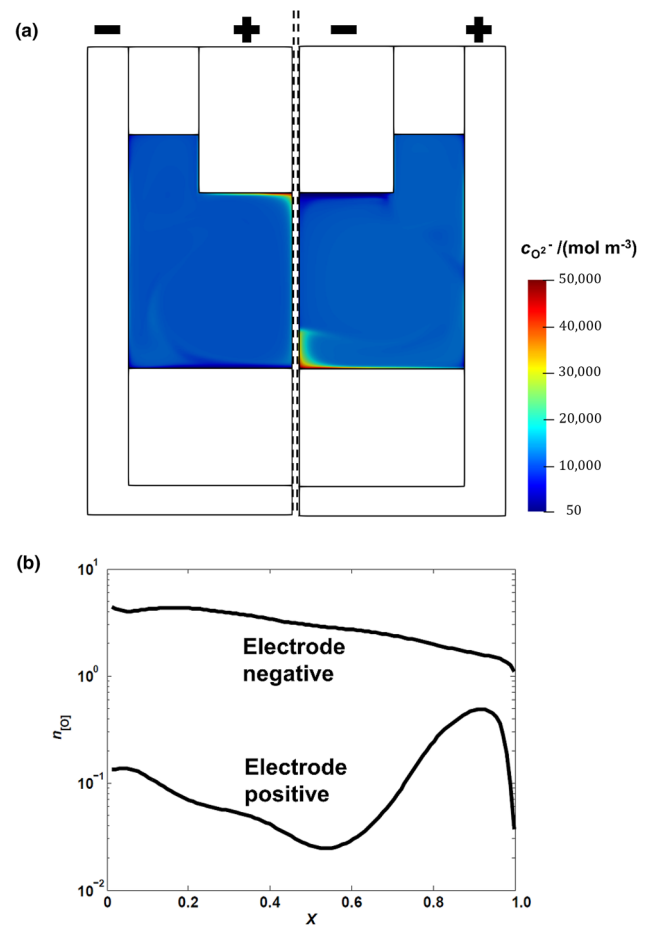 (a)
− + − +
c_O²⁻ /(mol m⁻³)
50,000
40,000
30,000
20,000
10,000
50
(b)
10¹
10⁰
10⁻¹
10⁻²
n[O]
Electrode
negative
Electrode
positive
0 0.2 0.4 0.6 0.8 1.0
X